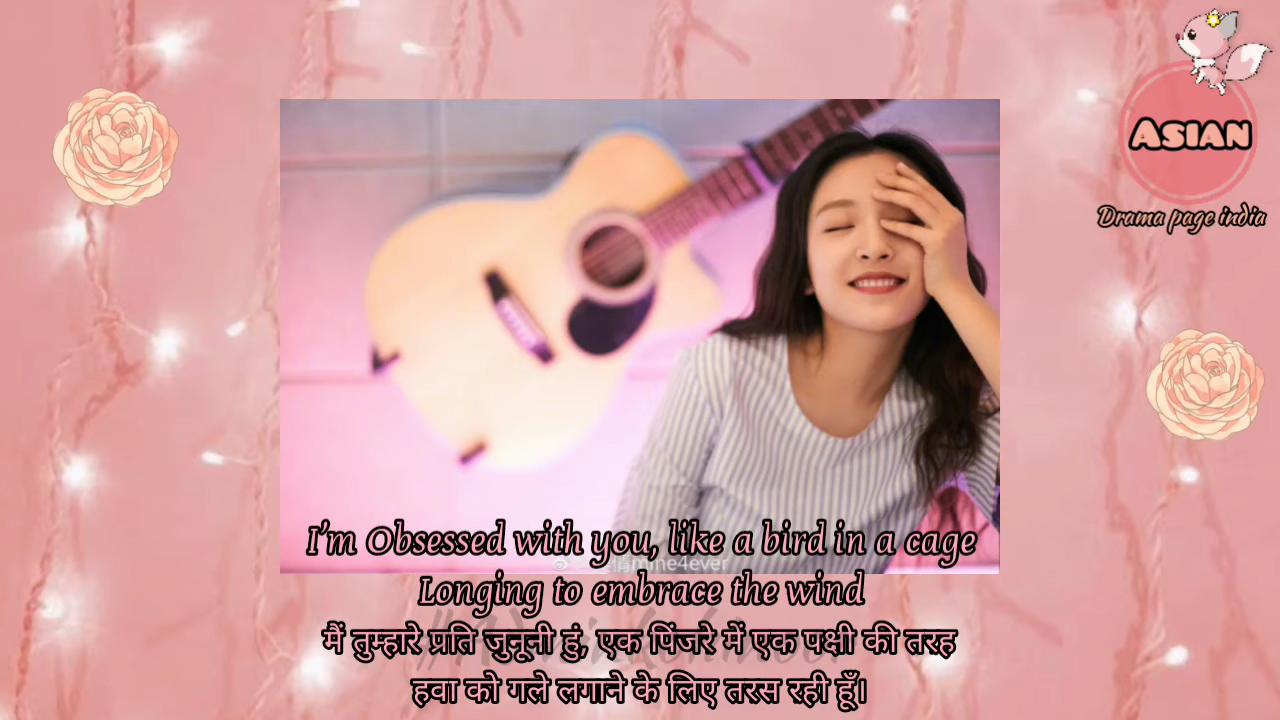 ASIAN
Drama page india
I'm Obsessed with you, like a bird in a cage
mine4ever
Longing to embrace the wind
मैं तुम्हारे प्रति जुनूनी हुं, एक पिंजरे में एक पक्षी की तरह
हवा को गले लगाने के लिए तरस रही हूँ।